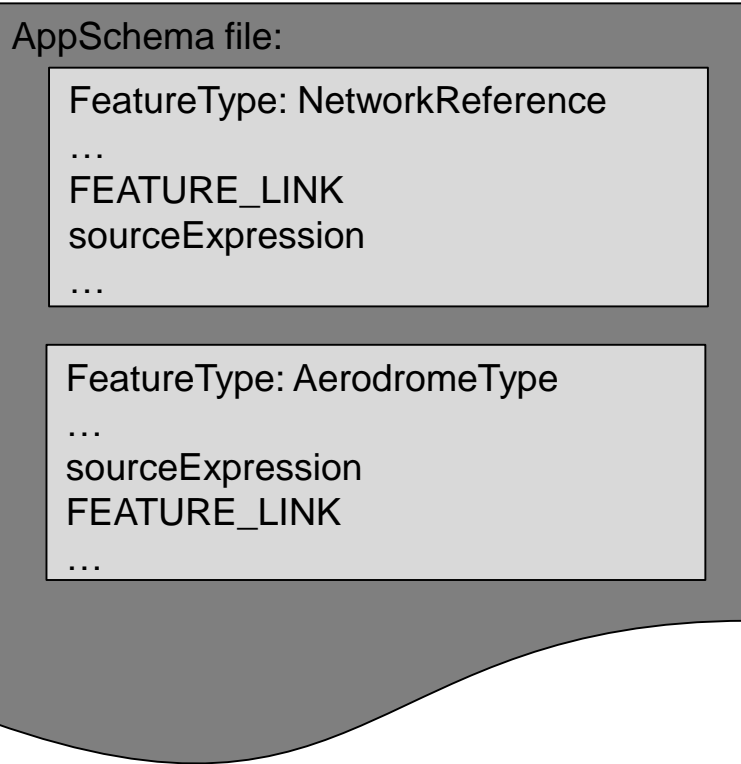 AppSchema file:
FeatureType: NetworkReference
…
FEATURE_LINK
sourceExpression
…
FeatureType: AerodromeType
…
sourceExpression
FEATURE_LINK
…